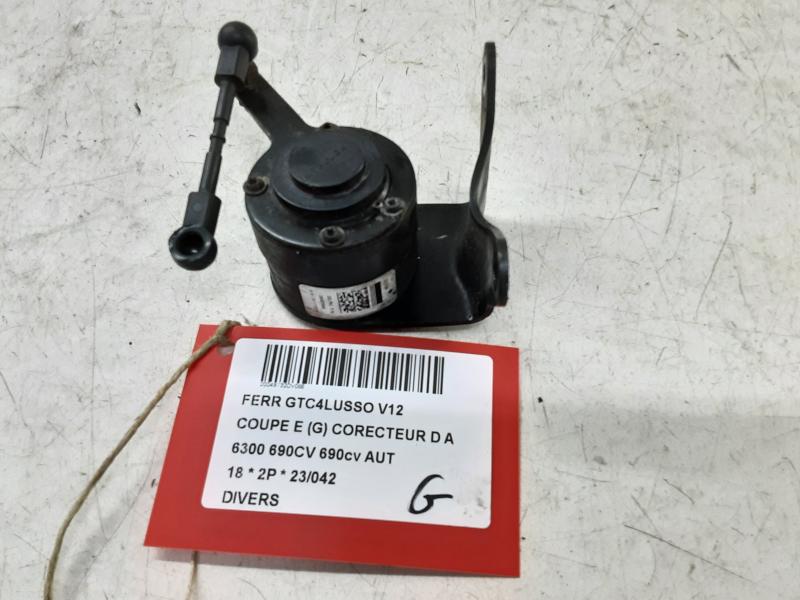 FERR GTC4LUSSO V12
COUPE E (G) CORECTEUR D A
6300 690CV 690cv AUT
18 * 2P * 23/042
DIVERS
G